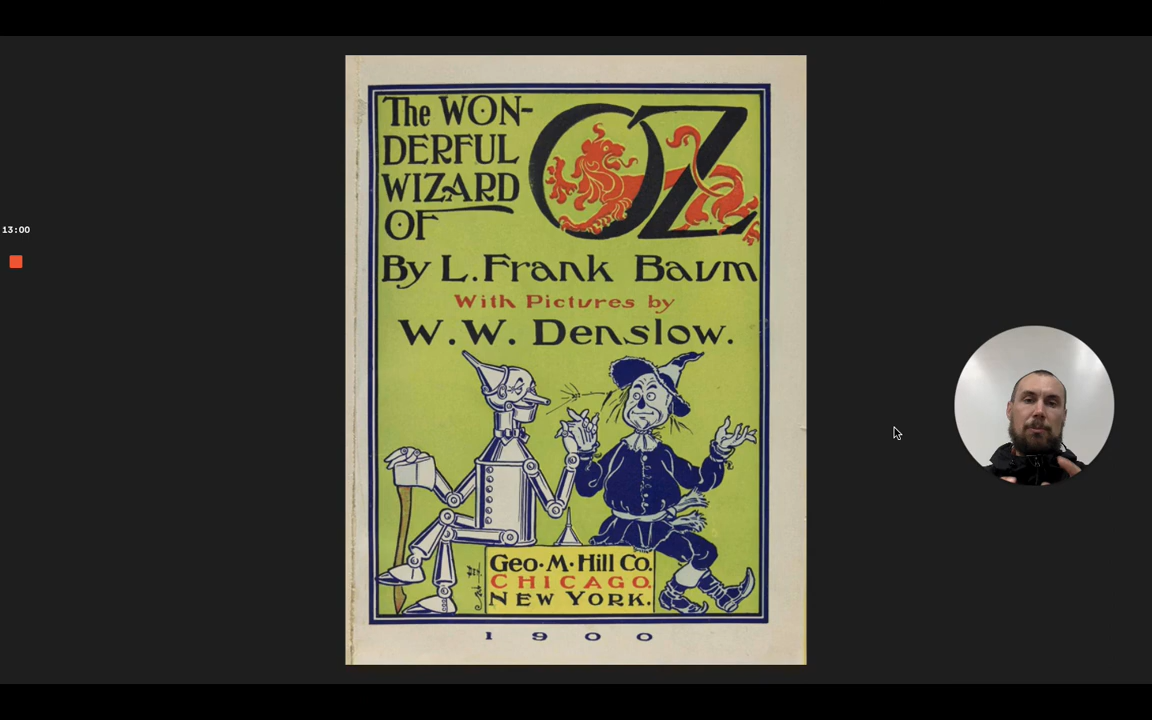 The WON-
DERFUL
WIZARD
OF
OZ
By L. Frank Baum
With Pictures by
W. W. Denslow.
13:00
Geo. M. Hill Co.
CHICAGO.
NEW YORK.
1900